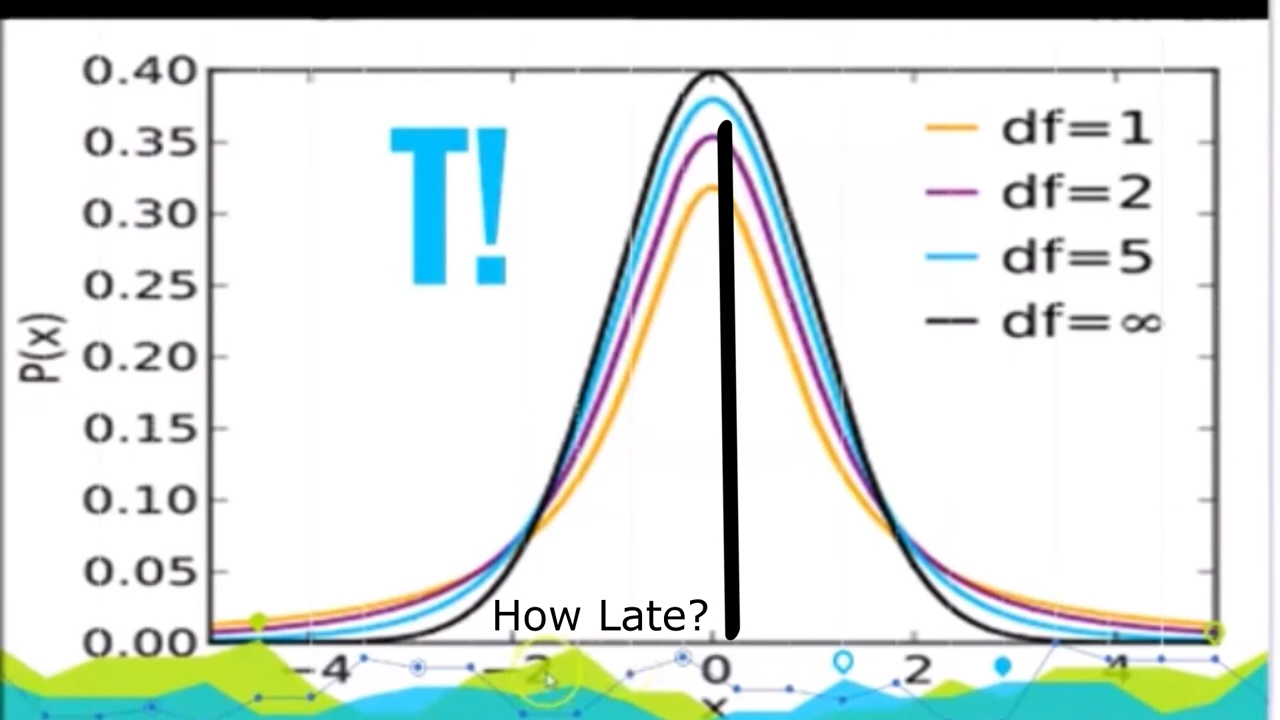 0.40
T!
df=1
0.35
df=2
0.30
df=5
0.25
df=∞
P(x)
0.20
0.15
0.10
0.05
How Late?
0.00
−4 −2 0 2 4
x